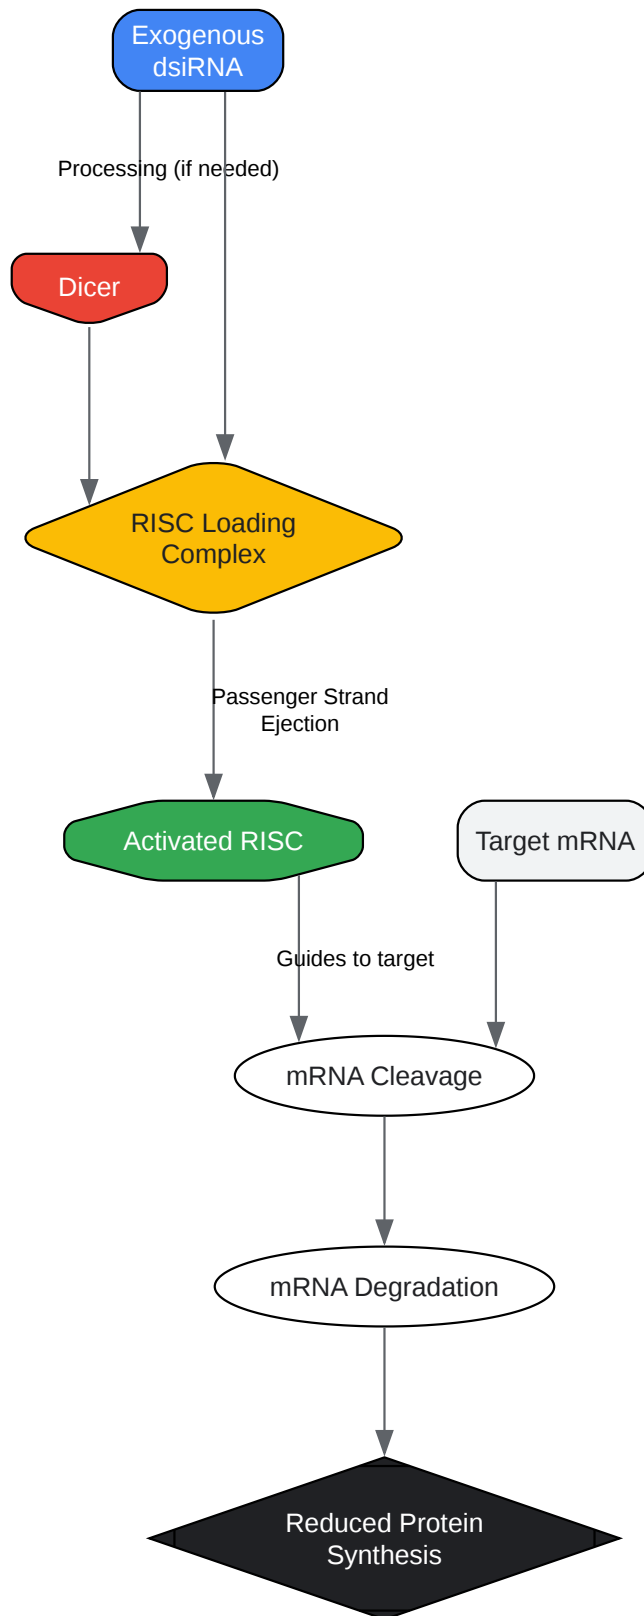 Exogenous
dsiRNA
Processing (if needed)
Dicer
RISC Loading
Complex
Passenger Strand
Ejection
Activated RISC
Target mRNA
Guides to target
mRNA Cleavage
mRNA Degradation
Reduced Protein
Synthesis